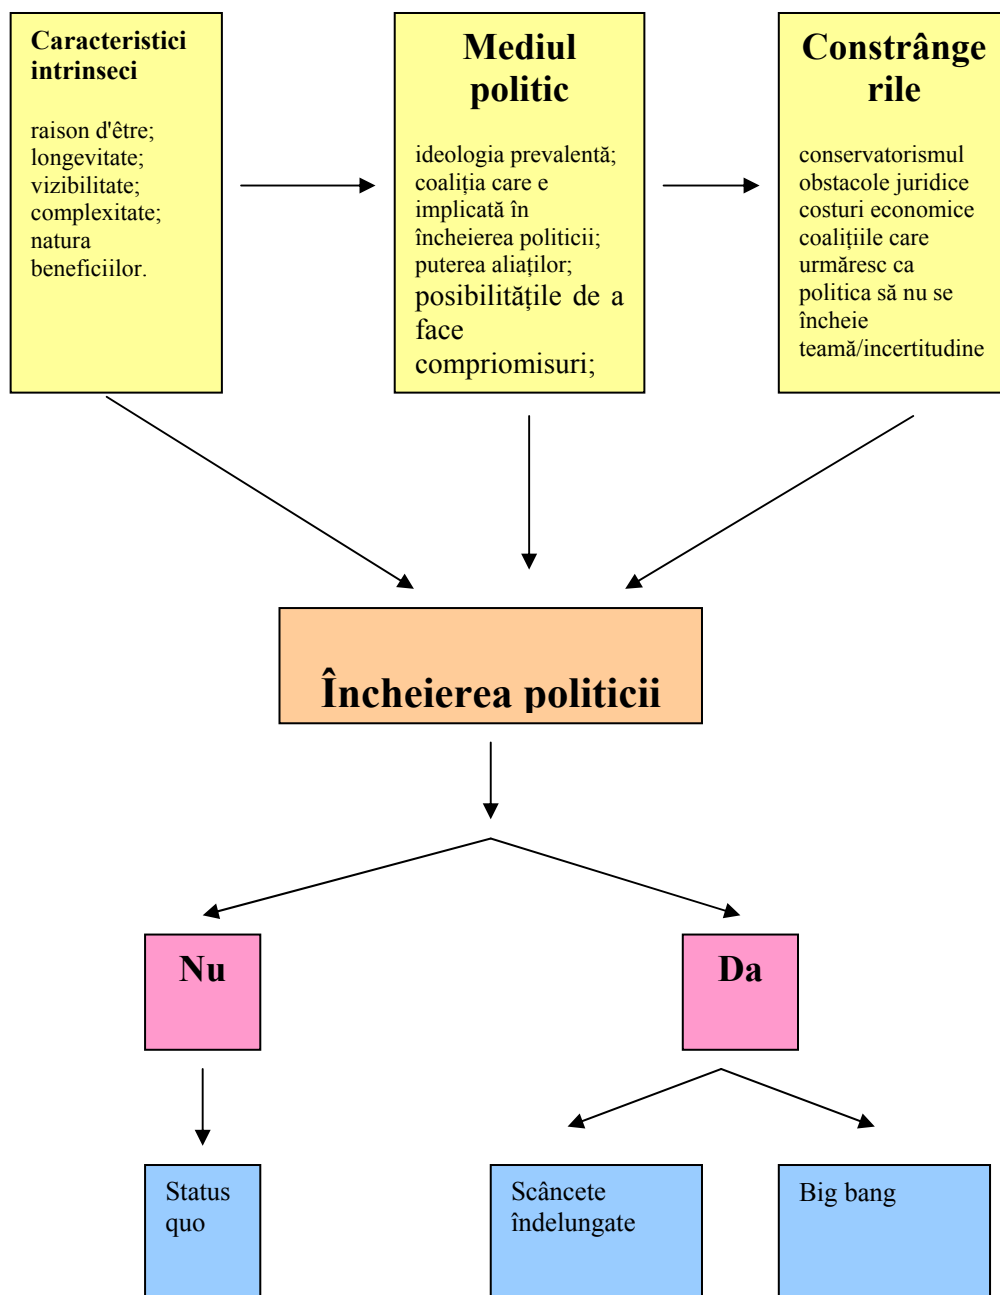 Caracteristici
intrinseci
raison d'être;
longevitate;
vizibilitate;
complexitate;
natura
beneficiilor.
Mediul
politic
ideologia prevalentă;
coaliția care e
implicată în
încheierea politicii;
puterea aliaților;
posibilitățile de a
face
compriomisuri;
Constrânge
rile
conservatorismul
obstacole juridice
costuri economice
coalițiile care
urmăresc ca
politica să nu se
încheie
teamă/incertitudine
Încheierea politicii
Nu
Da
Status
quo
Scâncete
îndelungate
Big bang